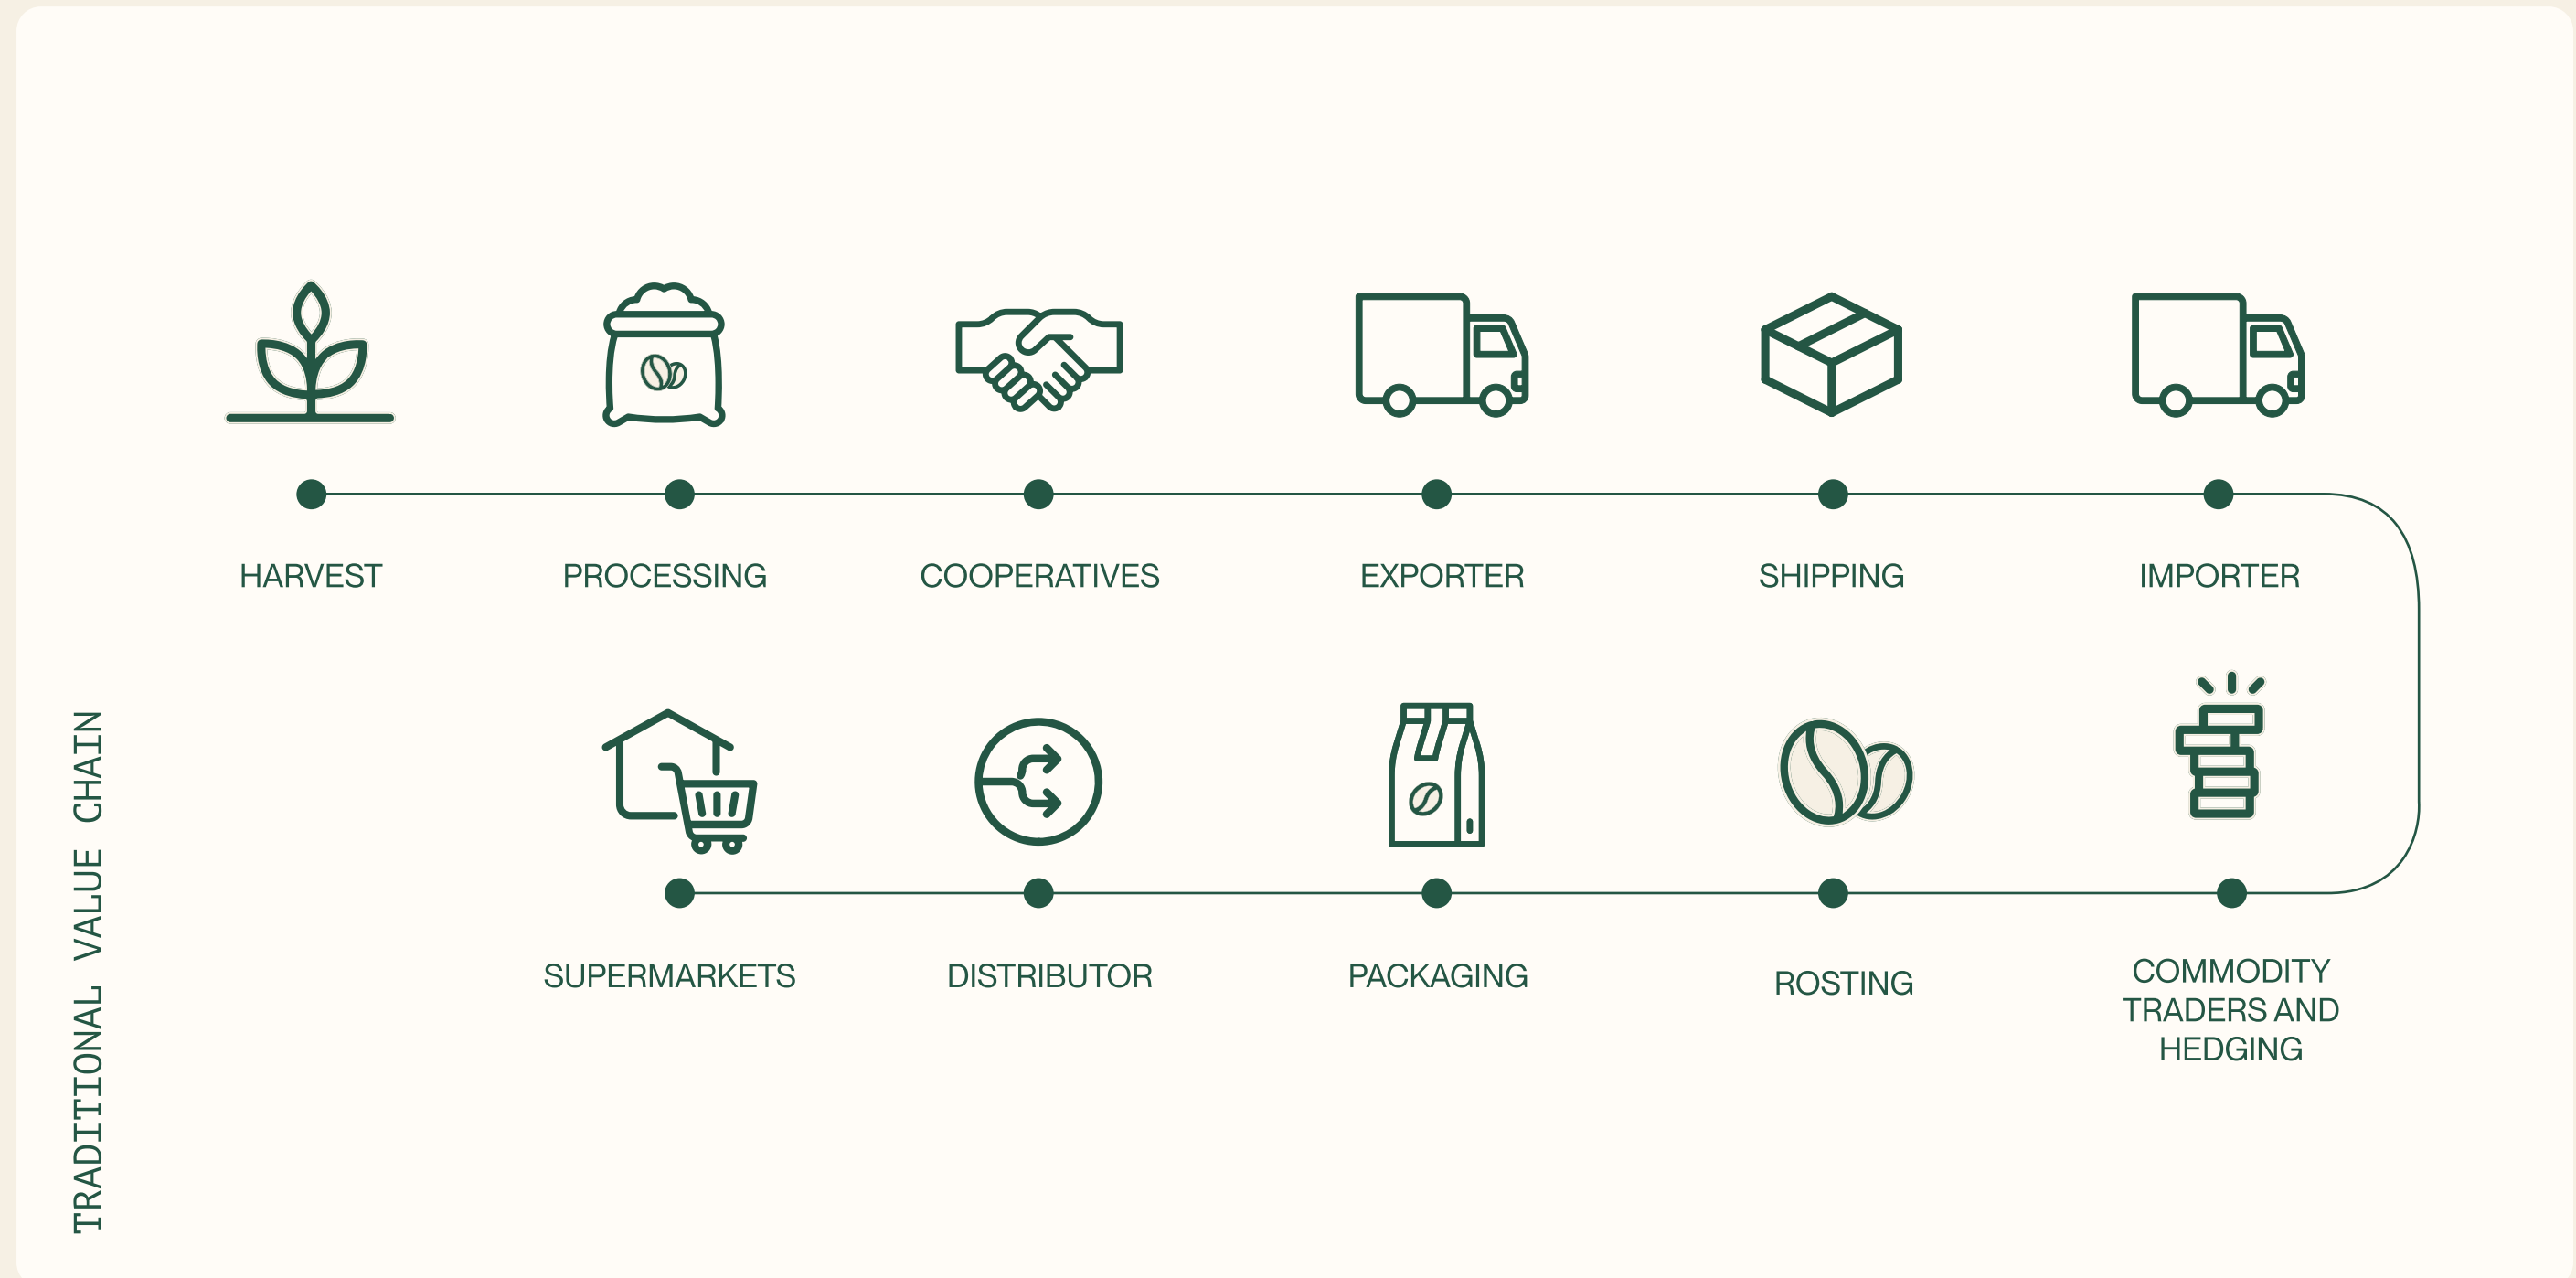 HARVEST
PROCESSING
COOPERATIVES
EXPORTER
SHIPPING
IMPORTER
SUPERMARKETS
DISTRIBUTOR
PACKAGING
ROSTING
COMMODITY
TRADERS AND
HEDGING
TRADITIONAL VALUE CHAIN